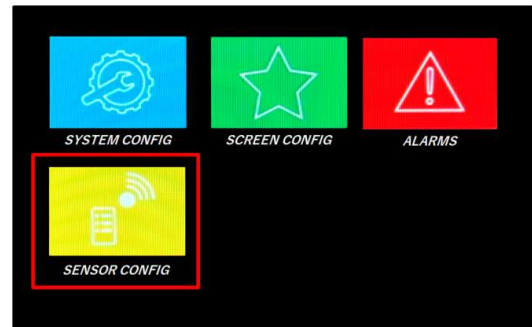 SYSTEM CONFIG
SCREEN CONFIG
ALARMS
SENSOR CONFIG